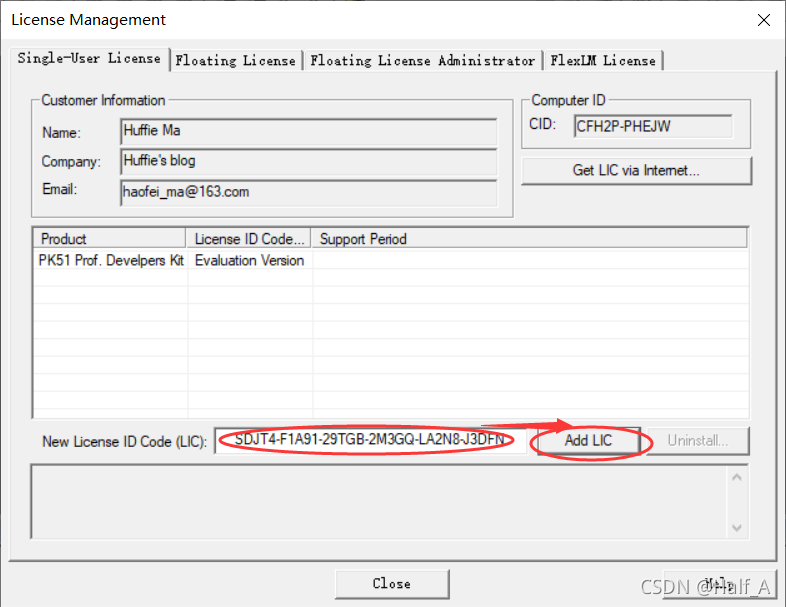 License Management
Single-User License Floating License Floating License Administrator FlexLM License
Customer Information
Name: Huffie Ma
Company: Huffie's blog
Email: haofei_ma@163.com
Computer ID
CID: CFH2P-PHEJW
Get LIC via Internet...
Product License ID Code... Support Period
PK51 Prof. Develpers Kit Evaluation Version
New License ID Code (LIC): SDJT4-F1A91-29TGB-2M3GQ-LA2N8-J3DFN Add LIC Uninstall...
Close Help
CSDN @Half_A